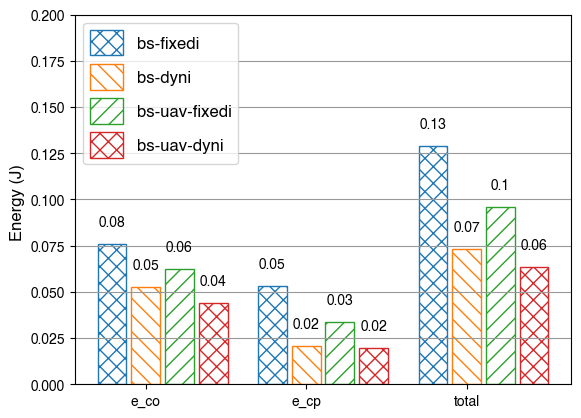 0.200
0.175
0.150
0.125
0.100
0.075
0.050
0.025
0.000
Energy (J)
bs-fixedi
bs-dyni
bs-uav-fixedi
bs-uav-dyni
0.08
0.05
0.06
0.04
0.05
0.02
0.03
0.02
0.13
0.07
0.1
0.06
e_co
e_cp
total